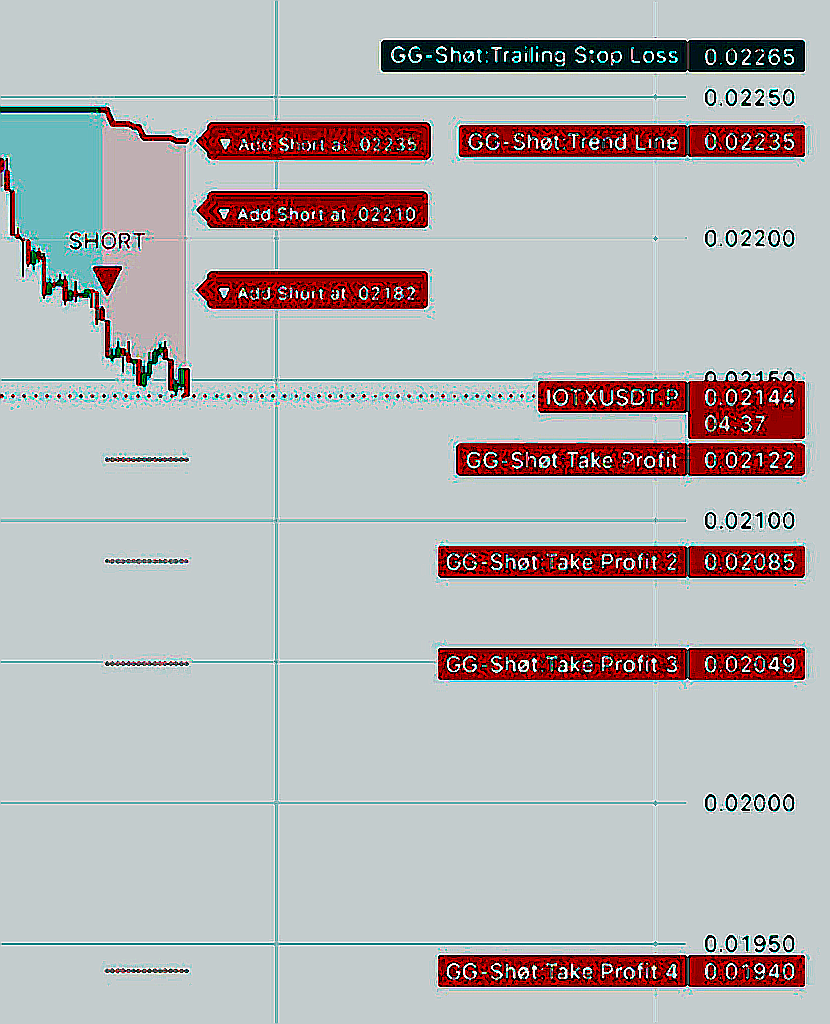 GG-Shøt:Trailing Stop Loss 0.02265
0.02250
▼ Add Short at .02235 GG-Shøt:Trend Line 0.02235
▼ Add Short at .02210
SHORT 0.02200
▼ Add Short at .02182
0.02150
IOTXUSDT.P 0.02144
04:37
GG-Shøt:Take Profit 0.02122
0.02100
GG-Shøt:Take Profit 2 0.02085
GG-Shøt:Take Profit 3 0.02049
0.02000
0.01950
GG-Shøt:Take Profit 4 0.01940